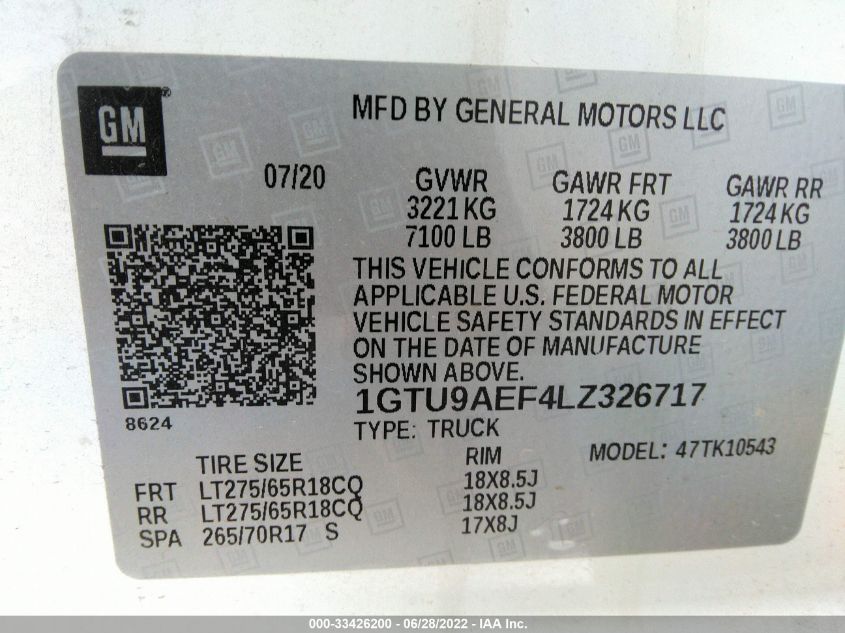 GM ®
MFD BY GENERAL MOTORS LLC
07/20 GVWR GAWR FRT GAWR RR
3221 KG 1724 KG 1724 KG
7100 LB 3800 LB 3800 LB
THIS VEHICLE CONFORMS TO ALL
APPLICABLE U.S. FEDERAL MOTOR
VEHICLE SAFETY STANDARDS IN EFFECT
ON THE DATE OF MANUFACTURE
SHOWN ABOVE.
1GTU9AEF4LZ326717
8624
TYPE: TRUCK MODEL: 47TK10543
TIRE SIZE RIM
FRT LT275/65R18CQ 18X8.5J
RR LT275/65R18CQ 18X8.5J
SPA 265/70R17 S 17X8J
000-33426200 - 06/28/2022 - IAA Inc.